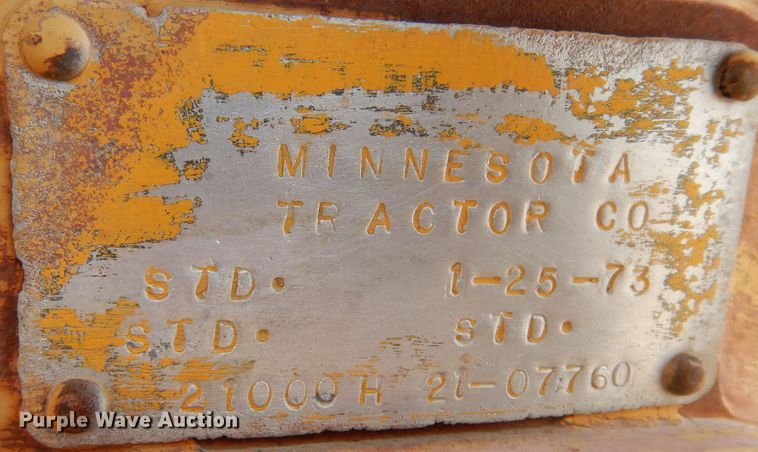 MINNESOTA
TRACTOR CO
STD. 1-25-73
STD. STD.
21000H 21-07760
Purple Wave Auction